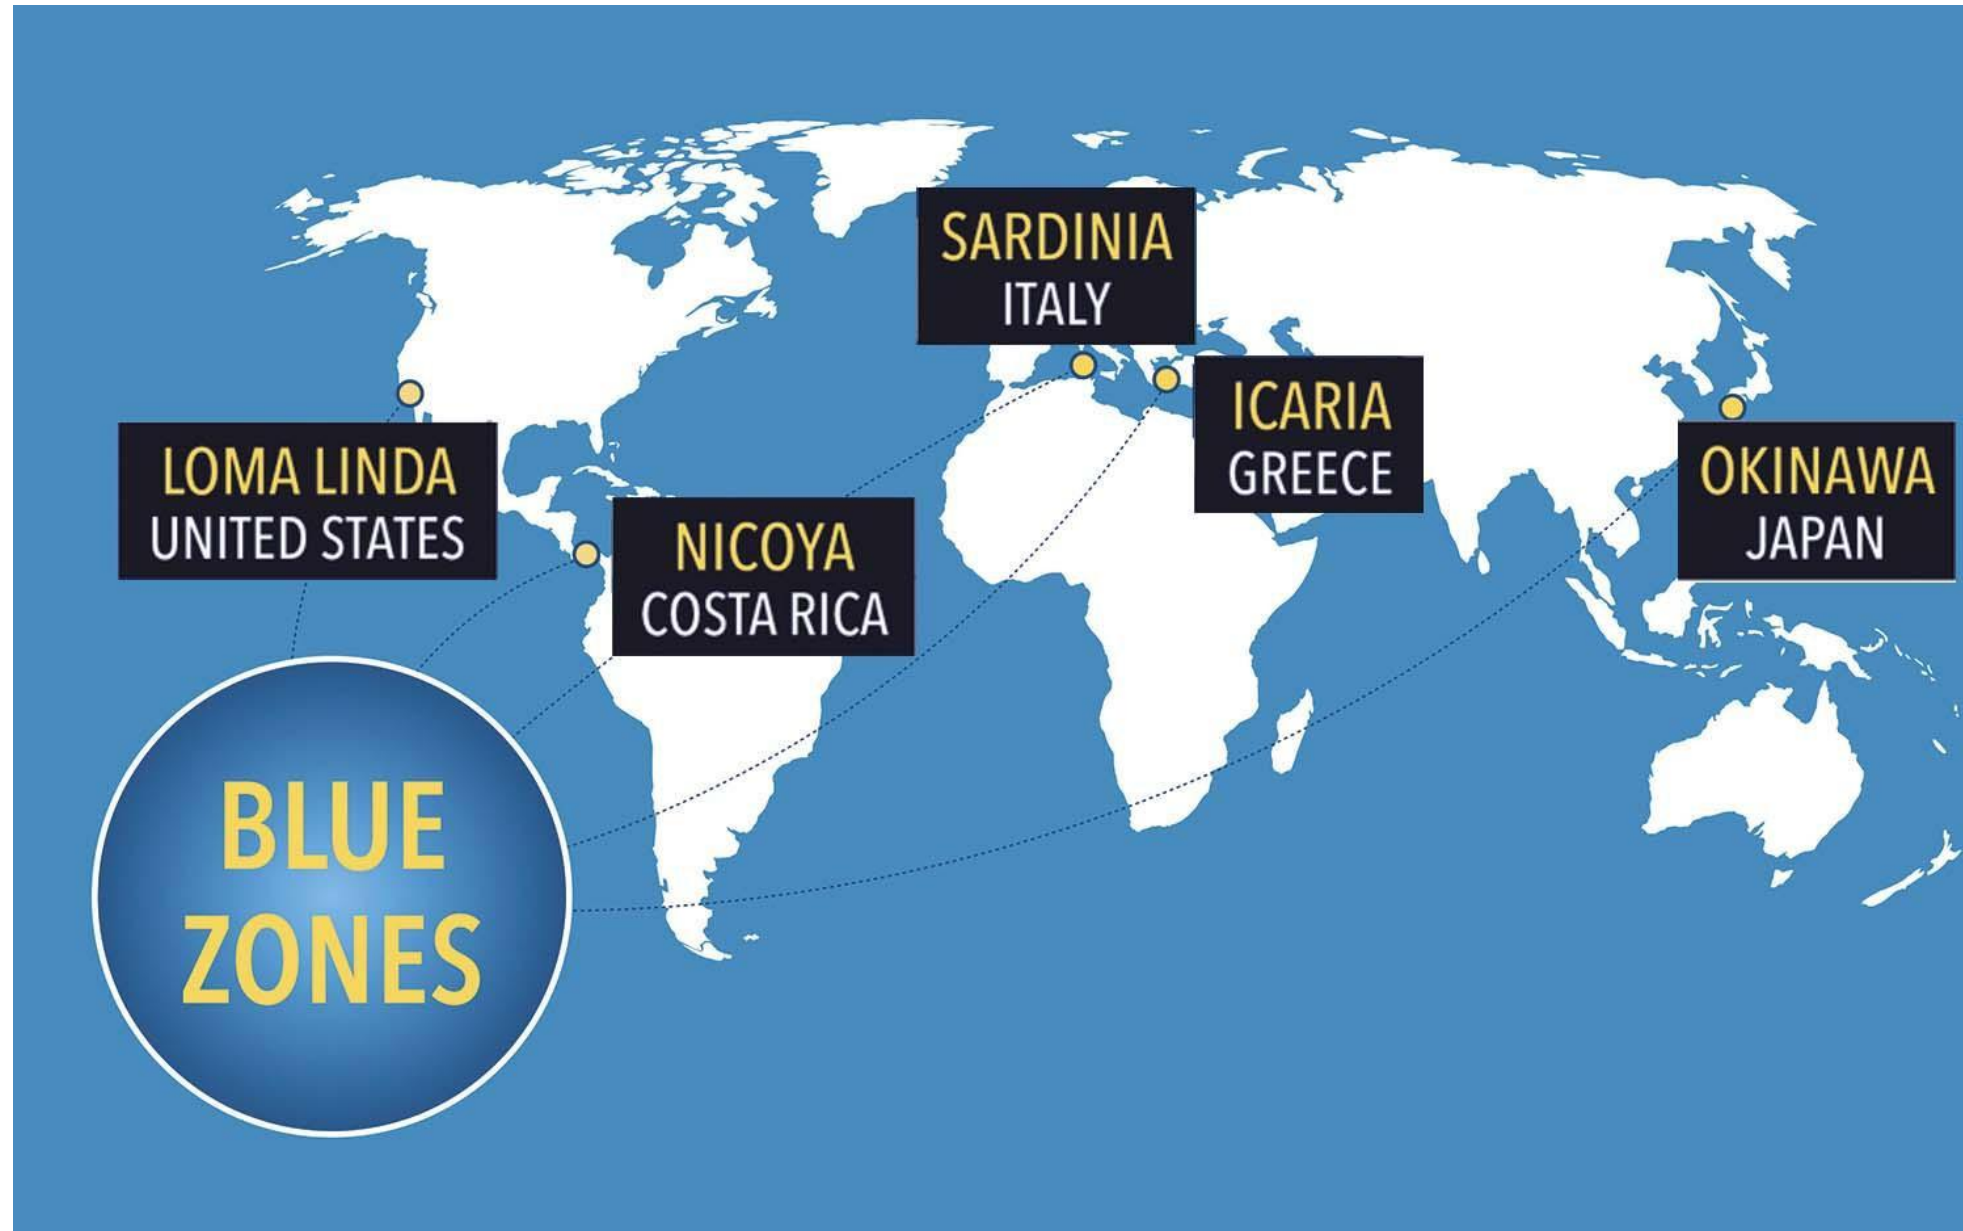 SARDINIA
ITALY
ICARIA
GREECE
LOMA LINDA
UNITED STATES
OKINAWA
JAPAN
NICOYA
COSTA RICA
BLUE
ZONES